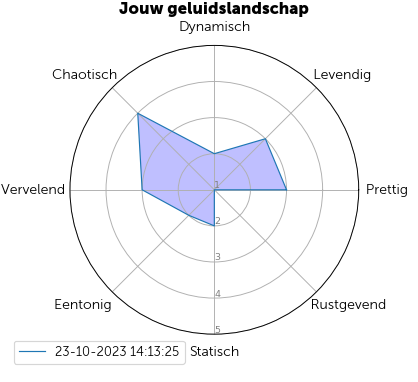 Jouw geluidslandschap
Dynamisch
Chaotisch
Levendig
Vervelend
1
Prettig
2
3
4
Eentonig
Rustgevend
5
23-10-2023 14:13:25
Statisch